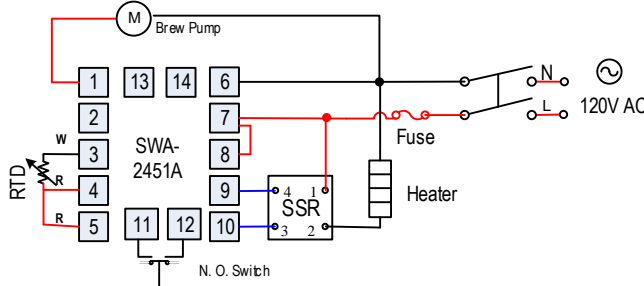 M
Brew Pump
1 13 14 6
N
L
120V AC
2 7
Fuse
W
3 8
SWA-
2451A
RTD
R
4 9
4 1
SSR
3 2
Heater
R
5 11 12 10
N. O. Switch